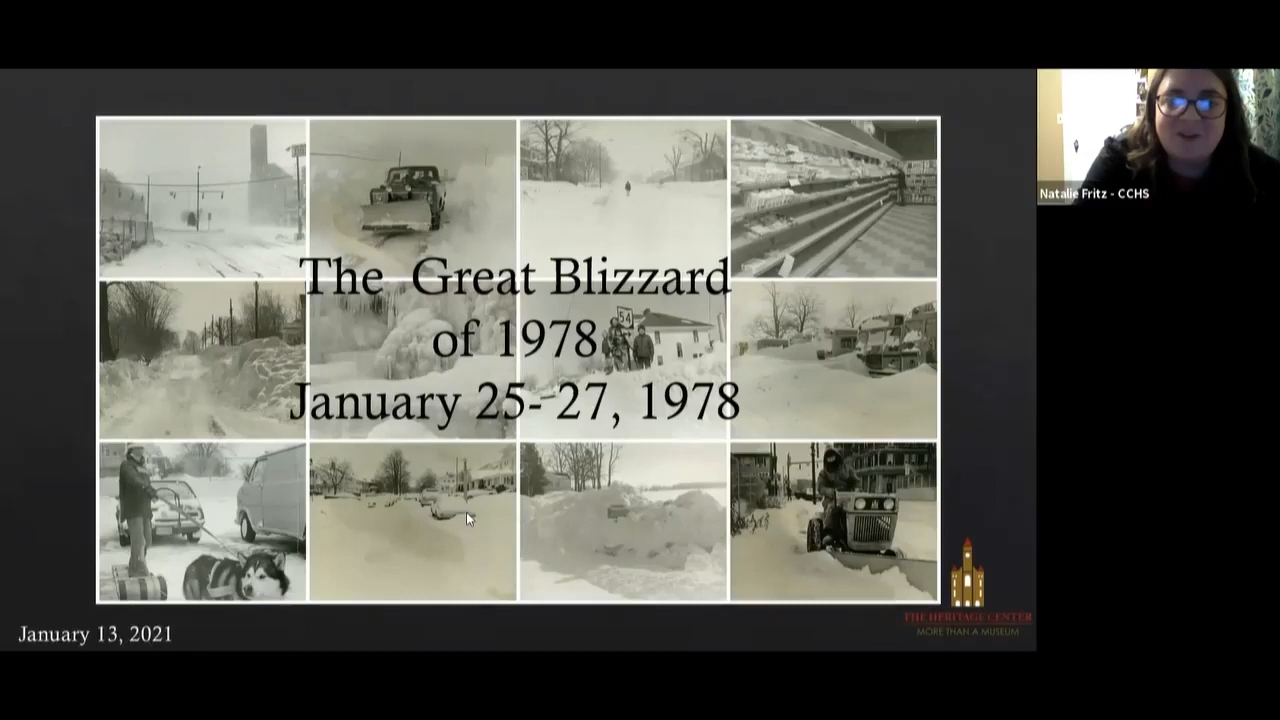 The Great Blizzard
of 1978
January 25- 27, 1978
54
Natalie Fritz - CCHS
January 13, 2021
THE HERITAGE CENTER
MORE THAN A MUSEUM